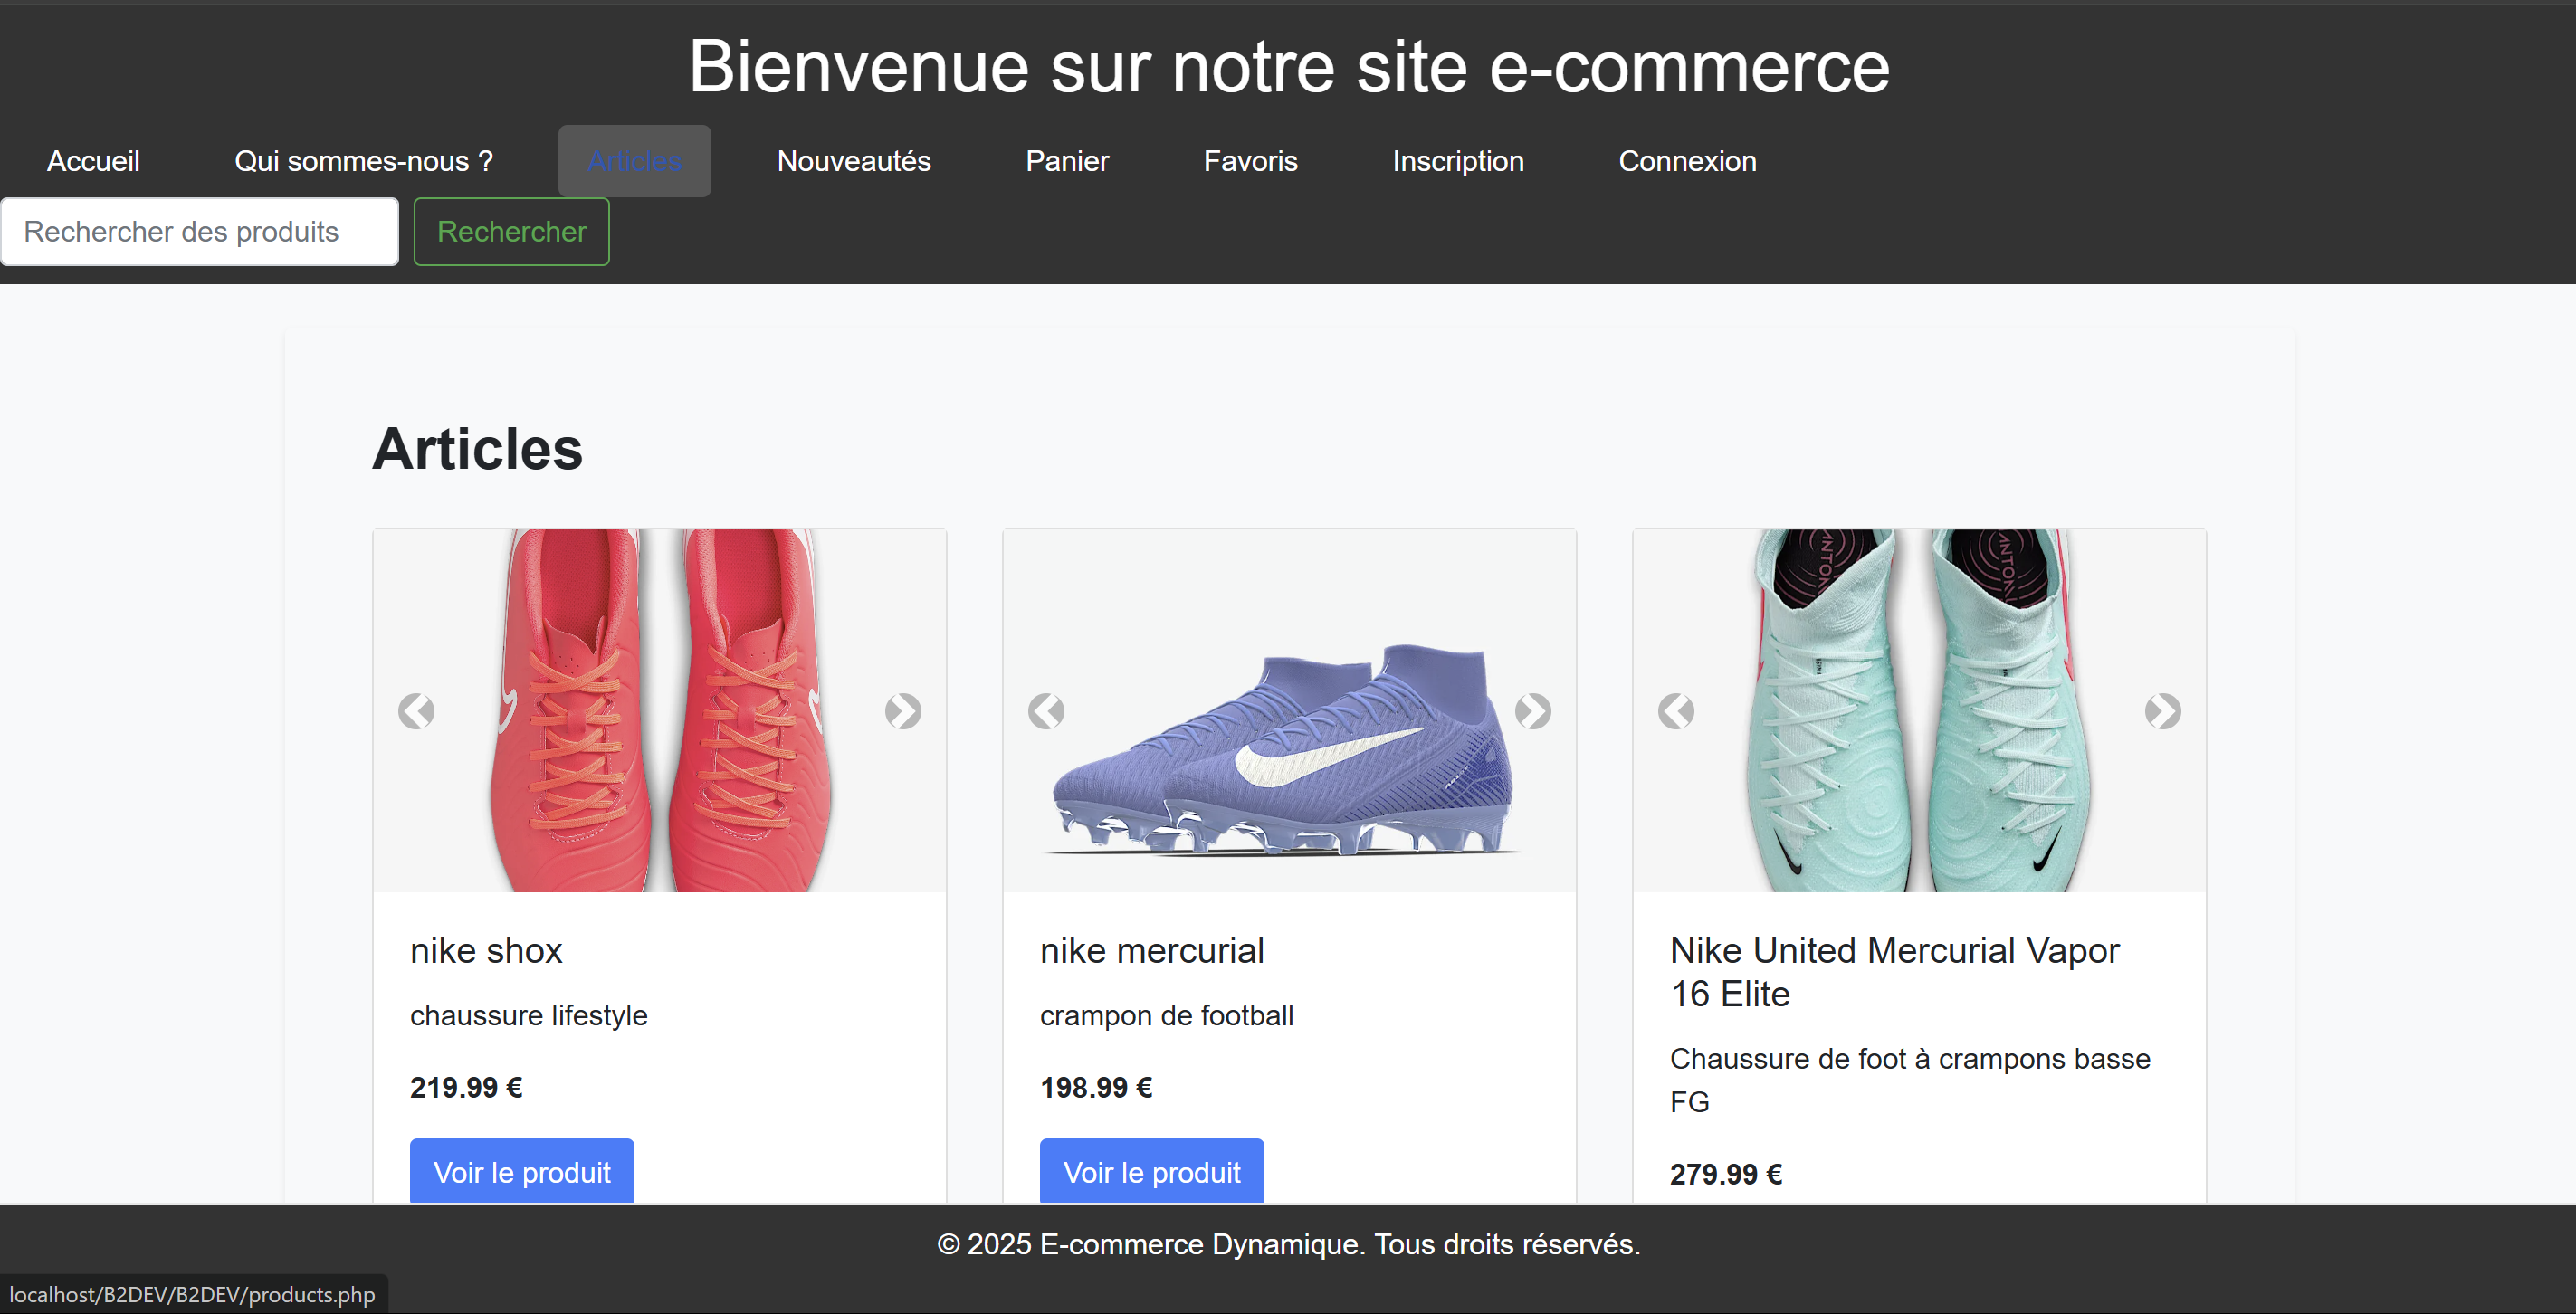 Bienvenue sur notre site e-commerce
Accueil Qui sommes-nous ? Articles Nouveautés Panier Favoris Inscription Connexion
Rechercher des produits Rechercher
Articles
nike shox
chaussure lifestyle
219.99 €
Voir le produit
nike mercurial
crampon de football
198.99 €
Voir le produit
Nike United Mercurial Vapor
16 Elite
Chaussure de foot à crampons basse
FG
279.99 €
© 2025 E-commerce Dynamique. Tous droits réservés.
localhost/B2DEV/B2DEV/products.php